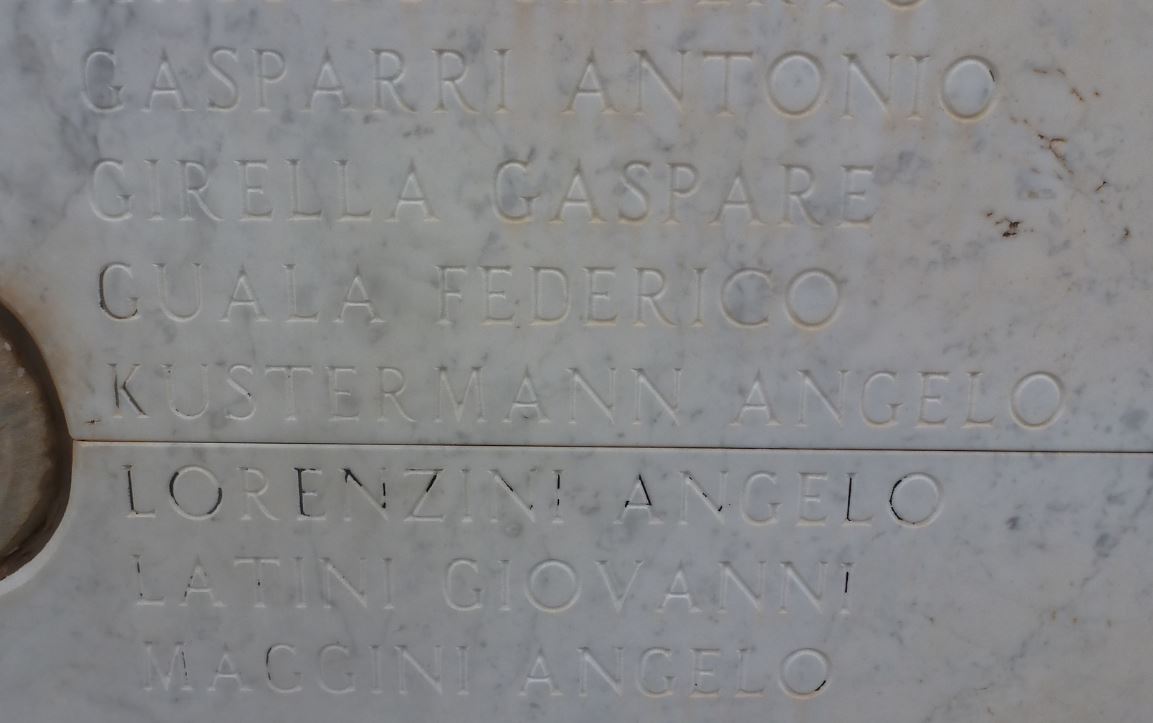 GASPARRI ANTONIO
GIRELLA GASPARE
GUALA FEDERICO
KUSTERMANN ANGELO
LORENZINI ANGELO
LATINI GIOVANNI
MAGGINI ANGELO